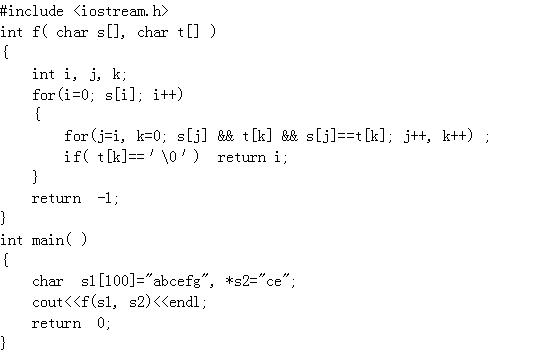 #include <iostream.h>
int f( char s[], char t[] )
{
    int i, j, k;
    for(i=0; s[i]; i++)
    {
        for(j=i, k=0; s[j] && t[k] && s[j]==t[k]; j++, k++) ;
        if( t[k]==′\0′)  return i;
    }
    return  -1;
}
int main( )
{
    char  s1[100]="abcefg", *s2="ce";
    cout<<f(s1, s2)<<endl;
    return  0;
}